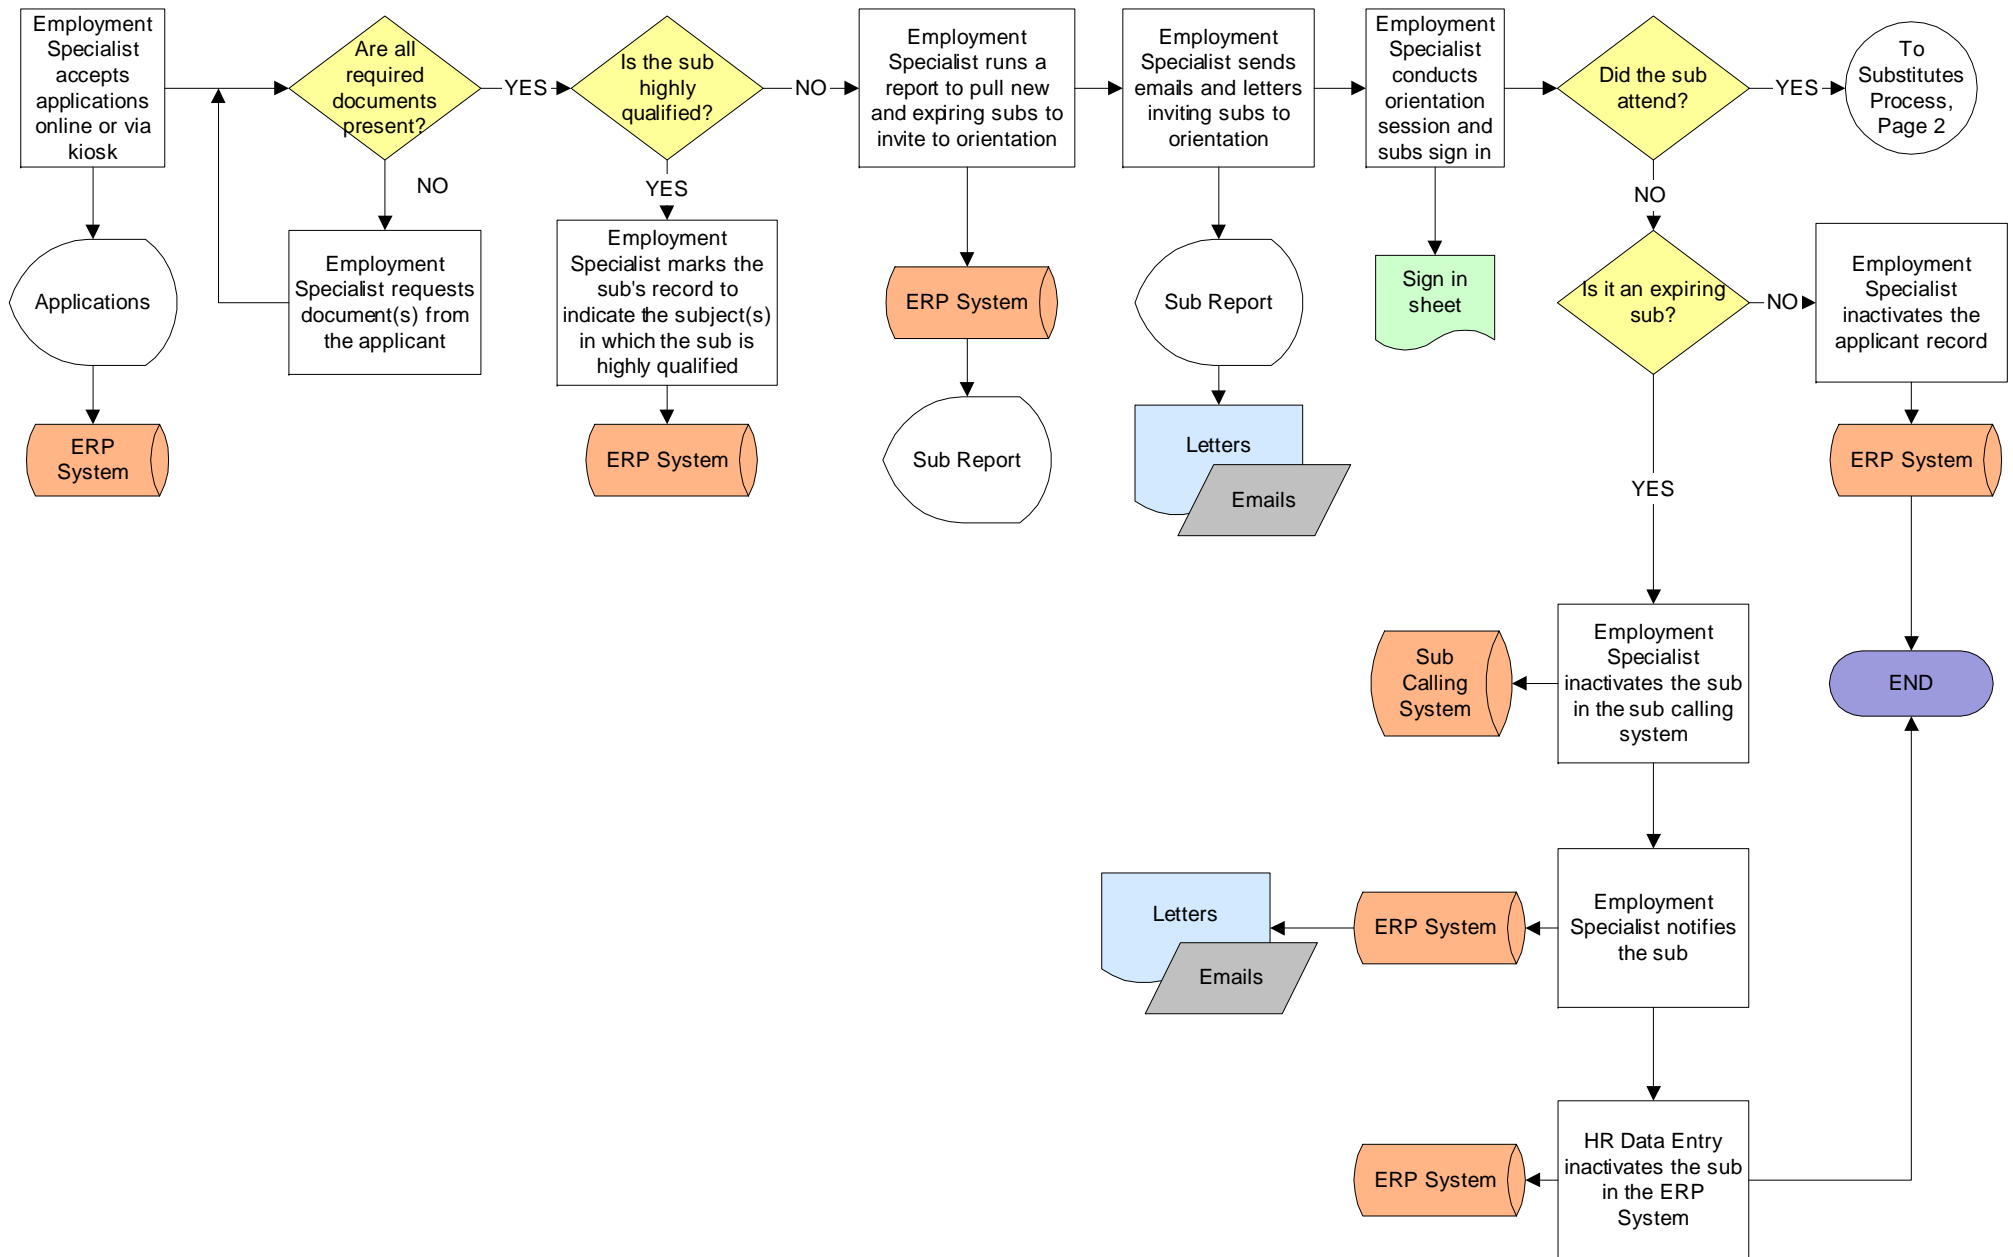 Employment
Specialist
accepts
applications
online or via
kiosk
Are all
required
documents
present?
YES
Is the sub
highly
qualified?
NO
Employment
Specialist runs a
report to pull new
and expiring subs to
invite to orientation
Employment
Specialist sends
emails and letters
inviting subs to
orientation
Employment
Specialist
conducts
orientation
session and
subs sign in
Did the sub
attend?
YES
To
Substitutes
Process,
Page 2
NO
YES
NO
Applications
Employment
Specialist requests
document(s) from
the applicant
Employment
Specialist marks the
sub's record to
indicate the subject(s)
in which the sub is
highly qualified
ERP System
Sub Report
Sign in
sheet
Is it an expiring
sub?
NO
Employment
Specialist
inactivates the
applicant record
ERP
System
ERP System
Sub Report
Letters
Emails
YES
ERP System
Sub
Calling
System
Employment
Specialist
inactivates the sub
in the sub calling
system
END
Letters
Emails
ERP System
Employment
Specialist notifies
the sub
ERP System
HR Data Entry
inactivates the sub
in the ERP
System